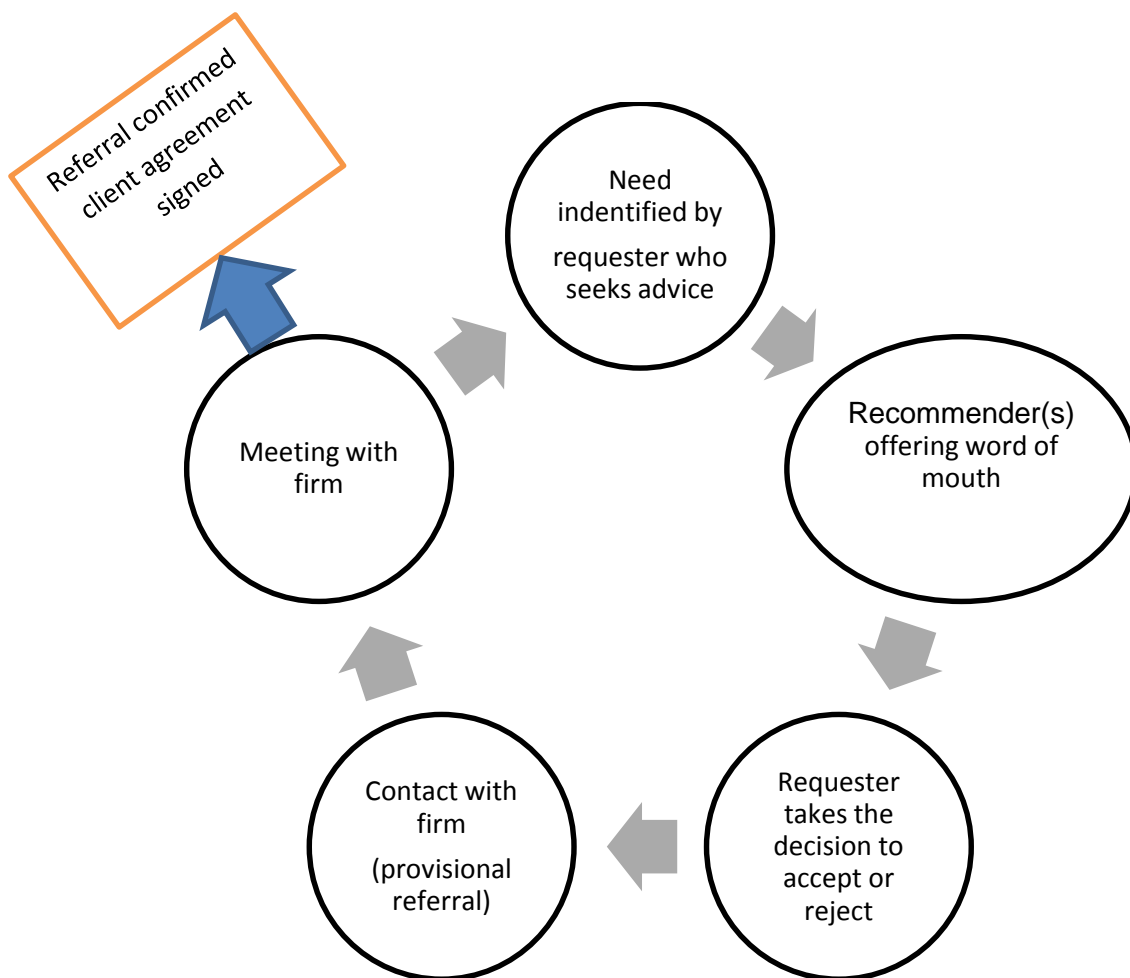 Referral confirmed
client agreement
signed
Need
indentified by
requester who
seeks advice
Recommender(s)
offering word of
mouth
Requester
takes the
decision to
accept or
reject
Contact with
firm
(provisional
referral)
Meeting with
firm